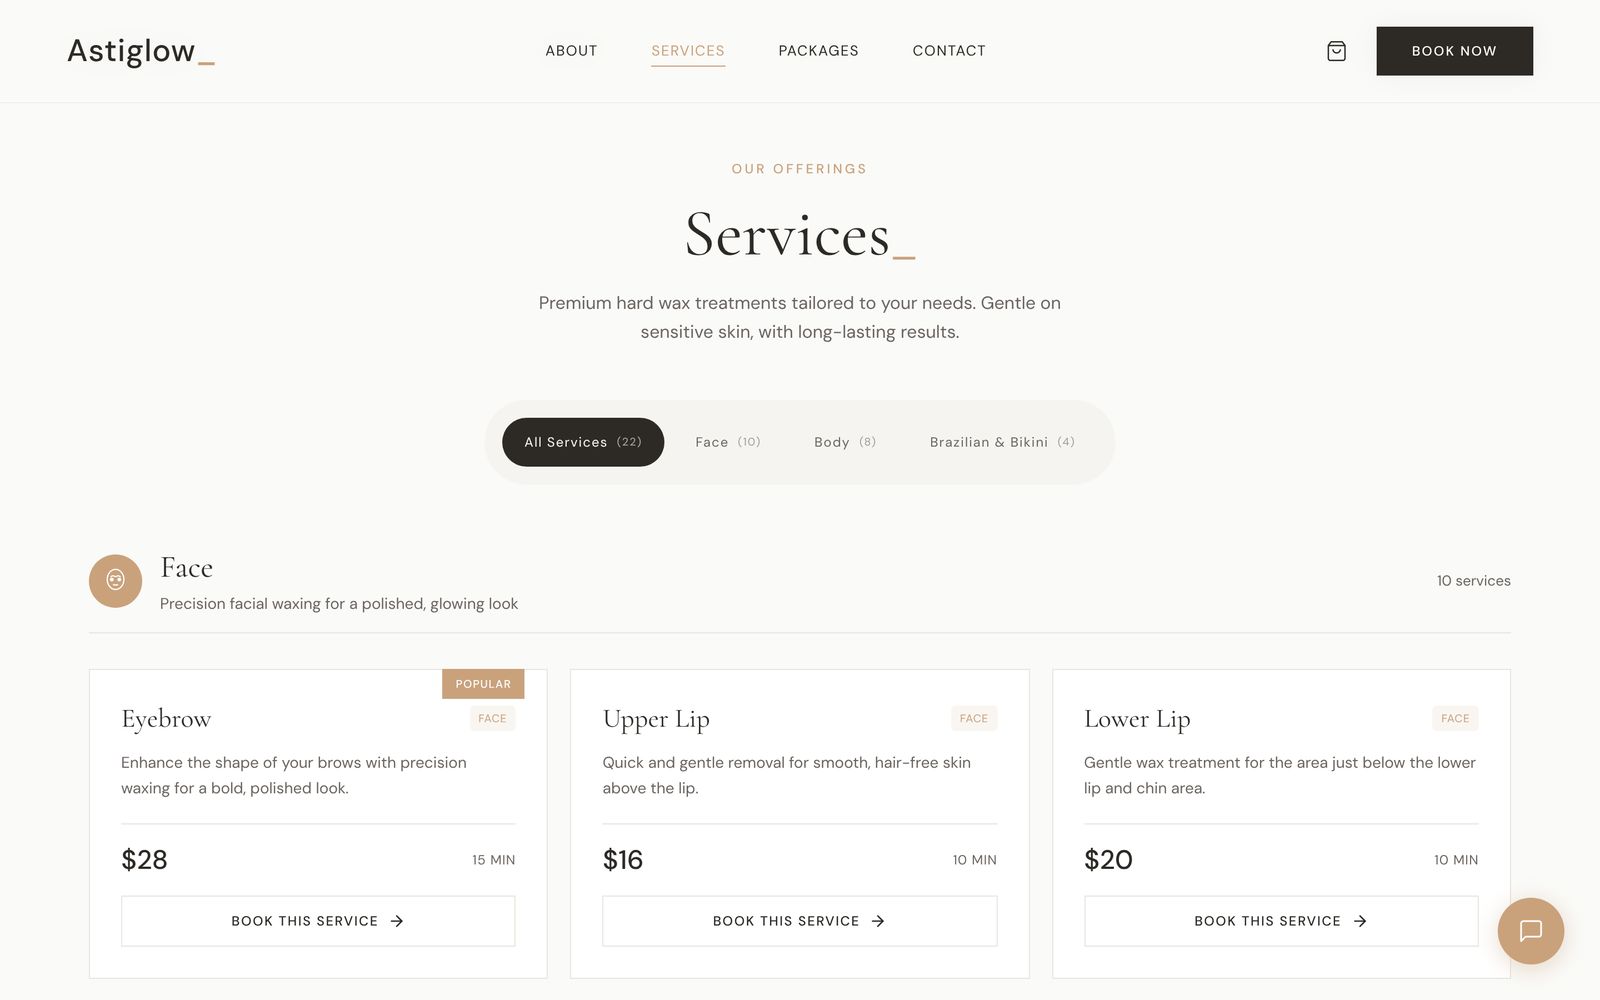 Astiglow_
ABOUT
SERVICES
PACKAGES
CONTACT
BOOK NOW
OUR OFFERINGS
Services_
Premium hard wax treatments tailored to your needs. Gentle on
sensitive skin, with long-lasting results.
All Services (22)
Face (10)
Body (8)
Brazilian & Bikini (4)
Face
Precision facial waxing for a polished, glowing look
10 services
POPULAR
Eyebrow
FACE
Enhance the shape of your brows with precision
waxing for a bold, polished look.
$28
15 MIN
BOOK THIS SERVICE →
Upper Lip
FACE
Quick and gentle removal for smooth, hair-free skin
above the lip.
$16
10 MIN
BOOK THIS SERVICE →
Lower Lip
FACE
Gentle wax treatment for the area just below the lower
lip and chin area.
$20
10 MIN
BOOK THIS SERVICE →